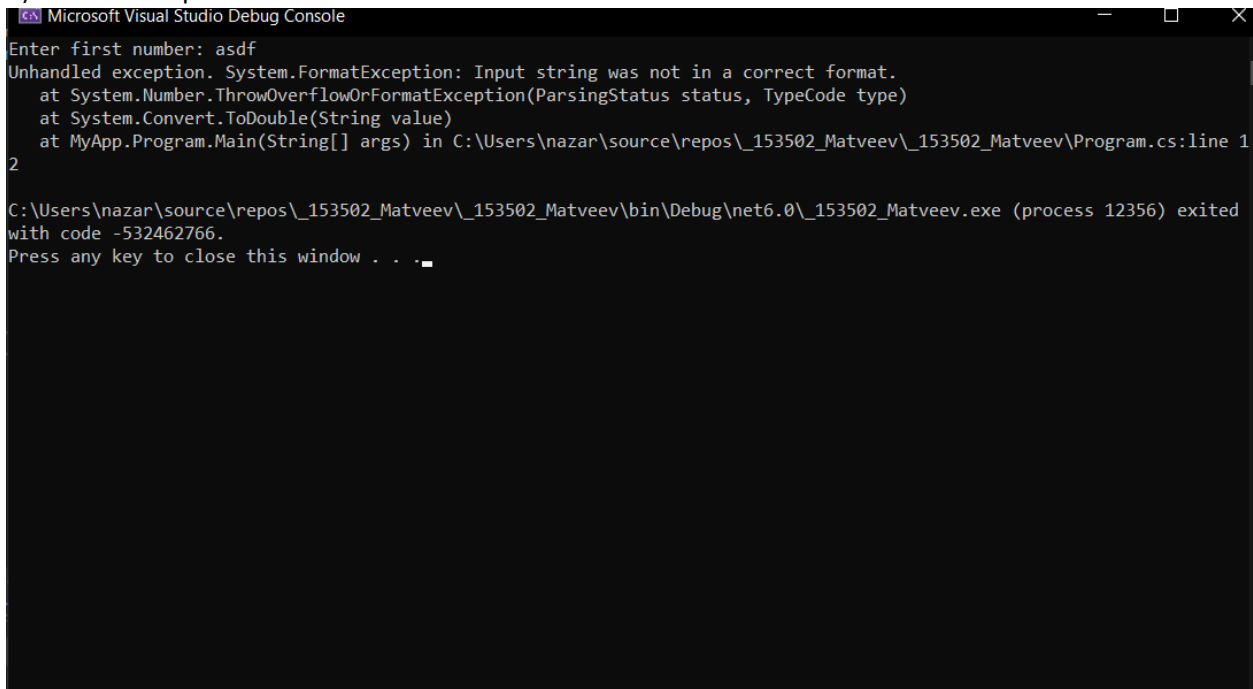 Microsoft Visual Studio Debug Console
Enter first number: asdf
Unhandled exception. System.FormatException: Input string was not in a correct format.
   at System.Number.ThrowOverflowOrFormatException(ParsingStatus status, TypeCode type)
   at System.Convert.ToDouble(String value)
   at MyApp.Program.Main(String[] args) in C:\Users\nazar\source\repos\_153502_Matveev\_153502_Matveev\Program.cs:line 1
2
C:\Users\nazar\source\repos\_153502_Matveev\_153502_Matveev\bin\Debug\net6.0\_153502_Matveev.exe (process 12356) exited
with code -532462766.
Press any key to close this window . . .